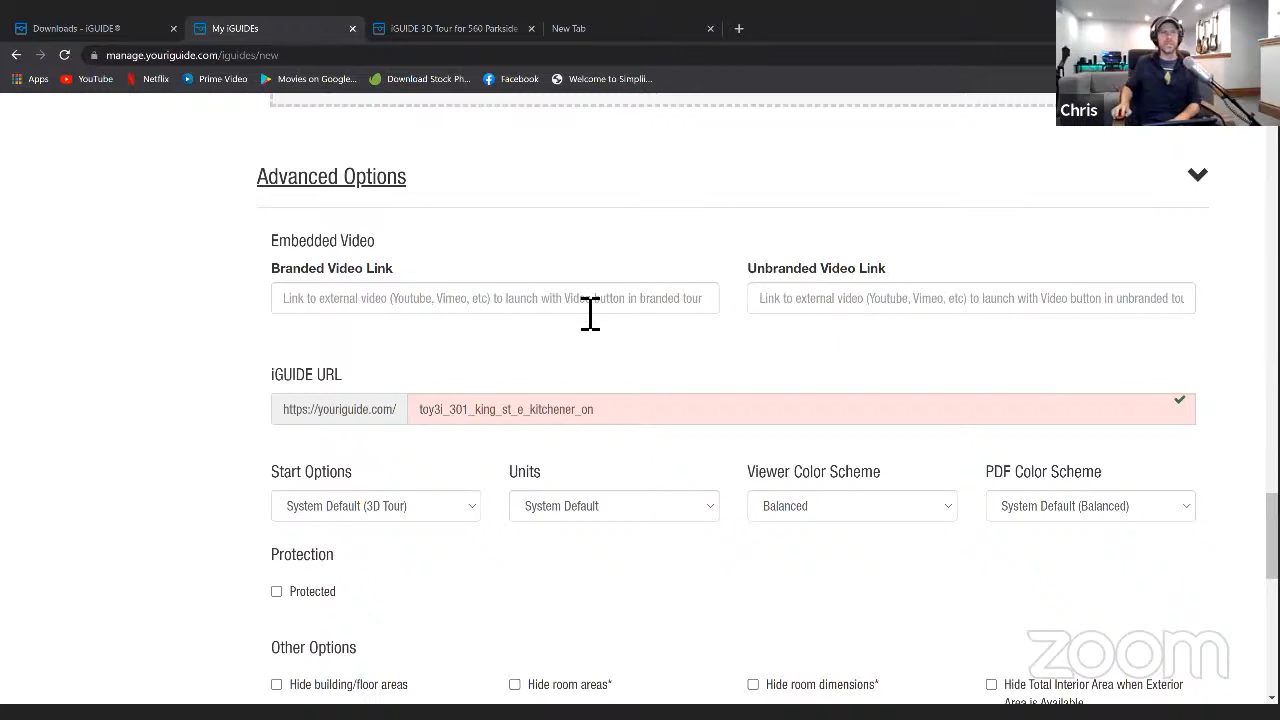 Downloads - iGUIDE®
My iGUIDEs
iGUIDE 3D Tour for 560 Parkside
New Tab
manage.youriguide.com/iguides/new
Apps
YouTube
Netflix
Prime Video
Movies on Google...
Download Stock Ph...
Facebook
Welcome to Simpli...
Chris
Advanced Options
Embedded Video
Branded Video Link
Unbranded Video Link
Link to external video (Youtube, Vimeo, etc) to launch with Video button in branded tour
Link to external video (Youtube, Vimeo, etc) to launch with Video button in unbranded tou
iGUIDE URL
https://youriguide.com/
toy3i_301_king_st_e_kitchener_on
Start Options
Units
Viewer Color Scheme
PDF Color Scheme
System Default (3D Tour)
System Default
Balanced
System Default (Balanced)
Protection
Protected
zoom
Other Options
Hide building/floor areas
Hide room areas*
Hide room dimensions*
Hide Total Interior Area when Exterior
Area is Available